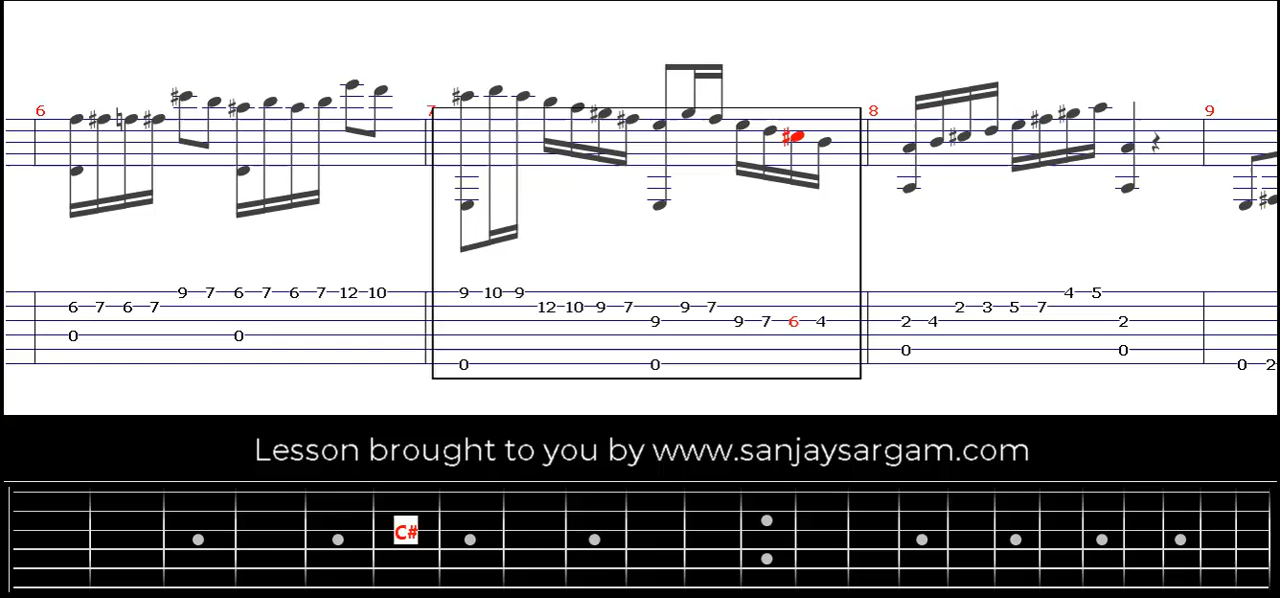 6 7 8 9
9 7 6 7 6 7 12 10 9 10 9 4 5
6 7 6 7 12 10 9 7 9 7 2 3 5 7
9 9 7 6 4 2 4 2
0 0
0 0
0 0 0 2
Lesson brought to you by www.sanjaysargam.com
C#